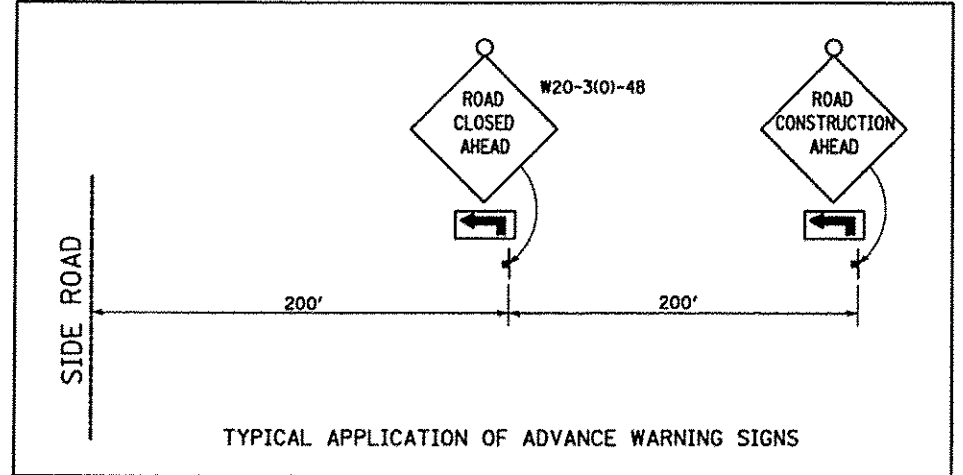 ROAD
CLOSED
AHEAD
W20-3(O)-48
ROAD
CONSTRUCTION
AHEAD
SIDE ROAD
200'
200'
TYPICAL APPLICATION OF ADVANCE WARNING SIGNS